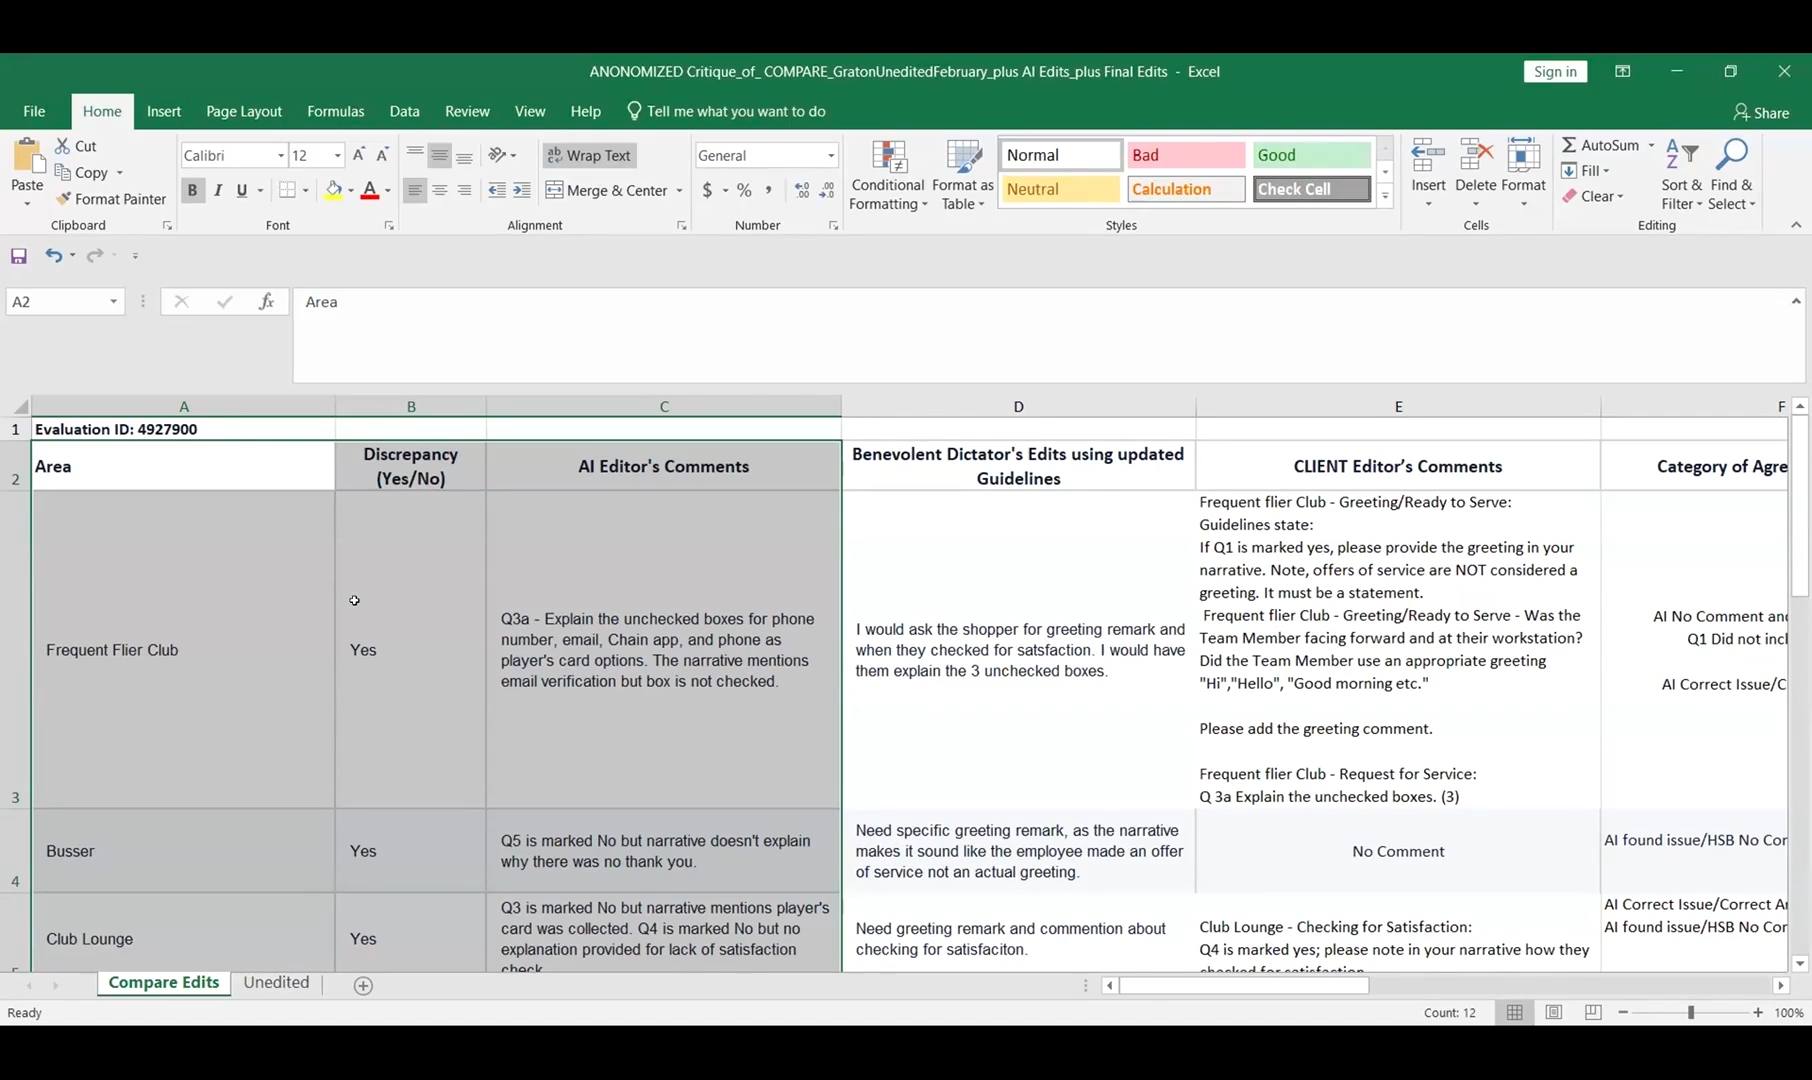 ANONOMIZED Critique_of_ COMPARE_GratonUneditedFebruary_plus AI Edits_plus Final Edits - Excel
Sign in
File Home Insert Page Layout Formulas Data Review View Help Tell me what you want to do
Share
Paste
Cut
Copy
Format Painter
Clipboard
Calibri 12
B I U
Font
Wrap Text
Merge & Center
Alignment
General
$ % ,
Number
Conditional Formatting
Format as Table
Normal Bad Good
Neutral Calculation Check Cell
Styles
Insert Delete Format
Cells
AutoSum
Fill
Clear
Sort & Filter
Find & Select
Editing
A2
fx
Area
A B C D E F
1 Evaluation ID: 4927900
2
Area
Discrepancy
(Yes/No)
AI Editor's Comments
Benevolent Dictator's Edits using updated
Guidelines
CLIENT Editor’s Comments
Category of Agre
3
Frequent Flier Club
Yes
Q3a - Explain the unchecked boxes for phone
number, email, Chain app, and phone as
player's card options. The narrative mentions
email verification but box is not checked.
I would ask the shopper for greeting remark and
when they checked for satsfaction. I would have
them explain the 3 unchecked boxes.
Frequent flier Club - Greeting/Ready to Serve:
Guidelines state:
If Q1 is marked yes, please provide the greeting in your
narrative. Note, offers of service are NOT considered a
greeting. It must be a statement.
Frequent flier Club - Greeting/Ready to Serve - Was the
Team Member facing forward and at their workstation?
Did the Team Member use an appropriate greeting
"Hi","Hello", "Good morning etc."
Please add the greeting comment.
Frequent flier Club - Request for Service:
Q 3a Explain the unchecked boxes. (3)
AI No Comment anc
Q1 Did not incl
AI Correct Issue/C
4
Busser
Yes
Q5 is marked No but narrative doesn't explain
why there was no thank you.
Need specific greeting remark, as the narrative
makes it sound like the employee made an offer
of service not an actual greeting.
No Comment
AI found issue/HSB No Cor
Club Lounge
Yes
Q3 is marked No but narrative mentions player's
card was collected. Q4 is marked No but no
explanation provided for lack of satisfaction
check
Need greeting remark and commention about
checking for satisfaciton.
Club Lounge - Checking for Satisfaction:
Q4 is marked yes; please note in your narrative how they
checked for satisfaction
AI Correct Issue/Correct Ar
AI found issue/HSB No Cor
Compare Edits Unedited
Ready
Count: 12
100%